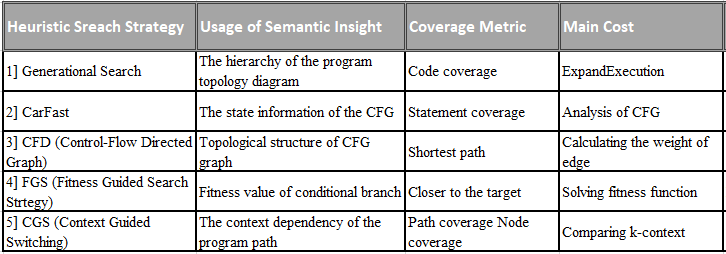 Heuristic Sreach Strategy Usage of Semantic Insight Coverage Metric Main Cost
1] Generational Search
The hierarchy of the program
topology diagram
Code coverage
ExpandExecution
2] CarFast
The state information of the CFG
Statement coverage
Analysis of CFG
3] CFD (Control-Flow Directed
Graph)
Topological structure of CFG
graph
Shortest path
Calculating the weight of
edge
4] FGS (Fitness Guided Search
Strtegy)
Fitness value of conditional branch
Closer to the target
Solving fitness function
5] CGS (Context Guided
Switching)
The context dependency of the
program path
Path coverage Node
coverage
Comparing k-context